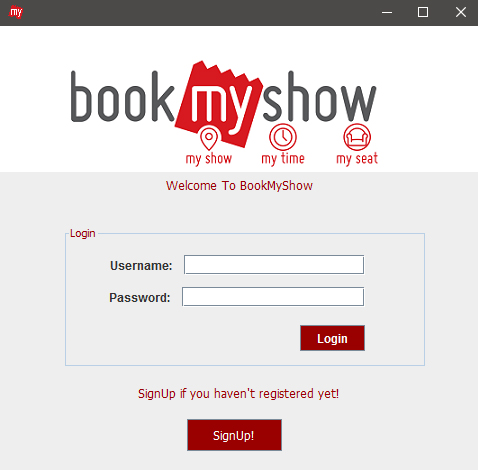 my
bookmyshow
my show my time my seat
Welcome To BookMyShow
Login
Username:
Password:
Login
SignUp if you haven't registered yet!
SignUp!